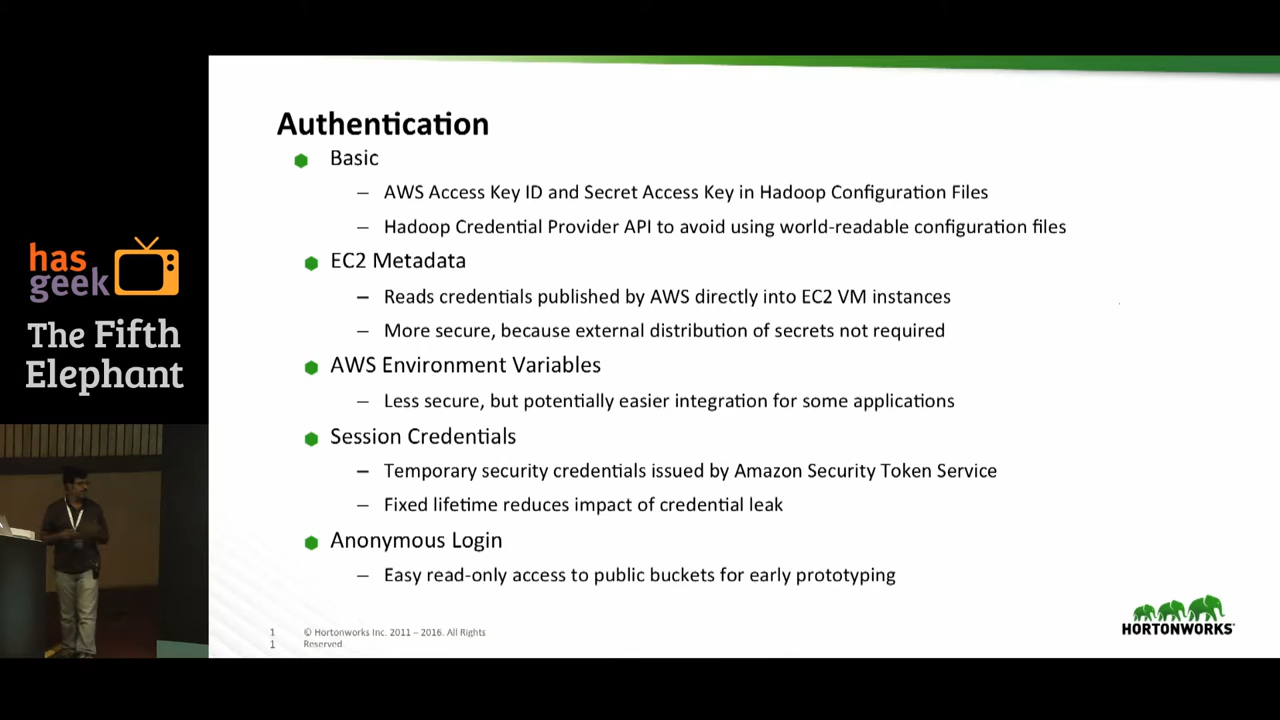 has
geek
The Fifth
Elephant
Authentication
Basic
– AWS Access Key ID and Secret Access Key in Hadoop Configuration Files
– Hadoop Credential Provider API to avoid using world-readable configuration files
EC2 Metadata
– Reads credentials published by AWS directly into EC2 VM instances
– More secure, because external distribution of secrets not required
AWS Environment Variables
– Less secure, but potentially easier integration for some applications
Session Credentials
– Temporary security credentials issued by Amazon Security Token Service
– Fixed lifetime reduces impact of credential leak
Anonymous Login
– Easy read-only access to public buckets for early prototyping
1
1
© Hortonworks Inc. 2011 – 2016. All Rights
Reserved
HORTONWORKS